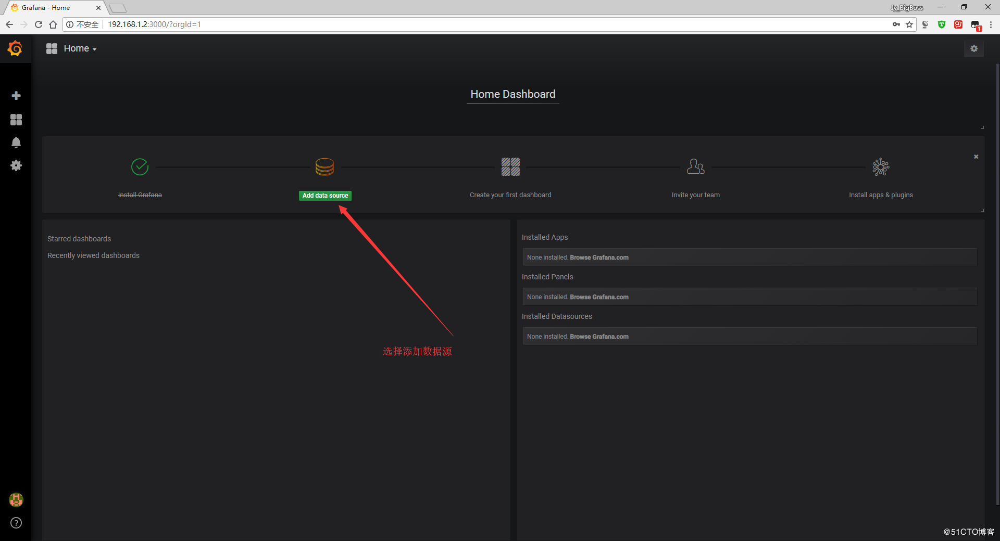 Grafana - Home
Jy_BigBoss
不安全
192.168.1.2:3000/?orgId=1
1
Home
Home Dashboard
Install Grafana
Add data source
Create your first dashboard
Invite your team
Install apps & plugins
Starred dashboards
Recently viewed dashboards
Installed Apps
None installed. Browse Grafana.com
Installed Panels
None installed. Browse Grafana.com
Installed Datasources
None installed. Browse Grafana.com
选择添加数据源
@51CTO博客